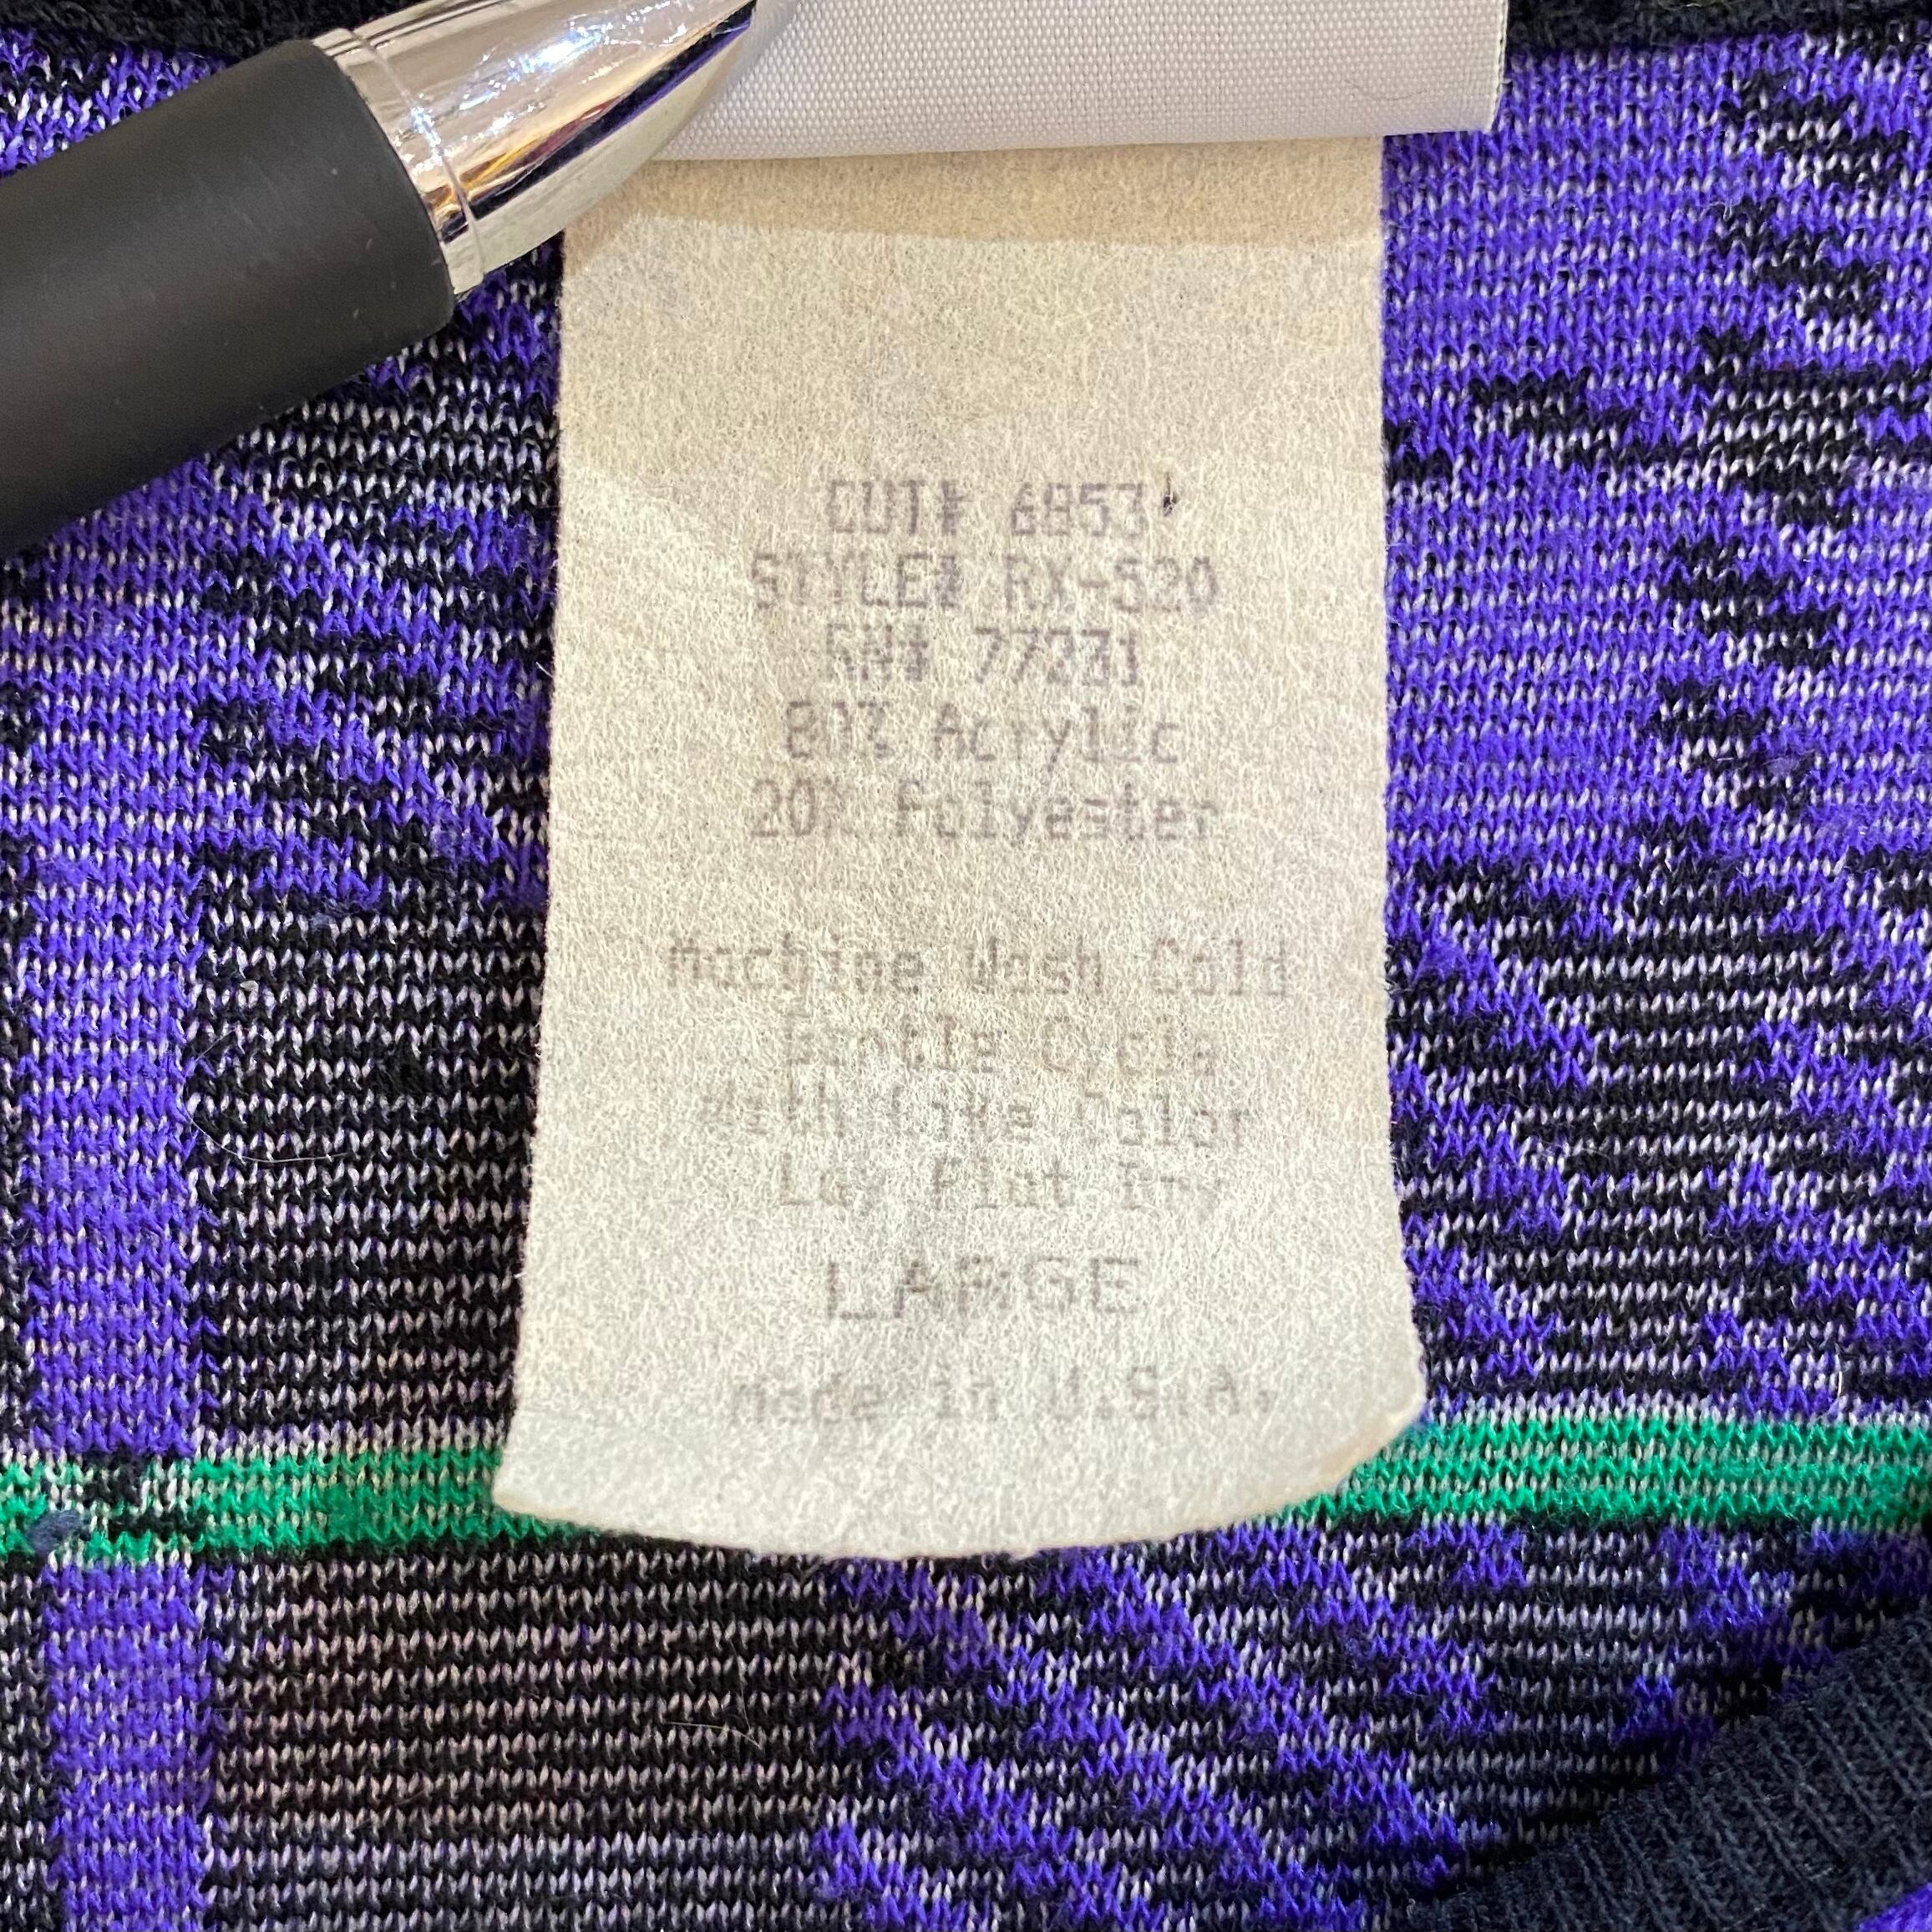 CUT# 6853
STYLE# RX-520
RN# 77231
80% Acrylic
20% Polyester
machine Wash Cold
Gentle Cycle
With Like Color
Lay Flat Dry
LARGE
made in U.S.A.